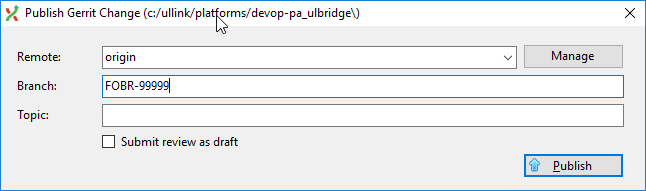 Publish Gerrit Change (c:/ullink/platforms/devop-pa_ulbridge\)
Remote: origin Manage
Branch: FOBR-99999
Topic:
Submit review as draft
Publish